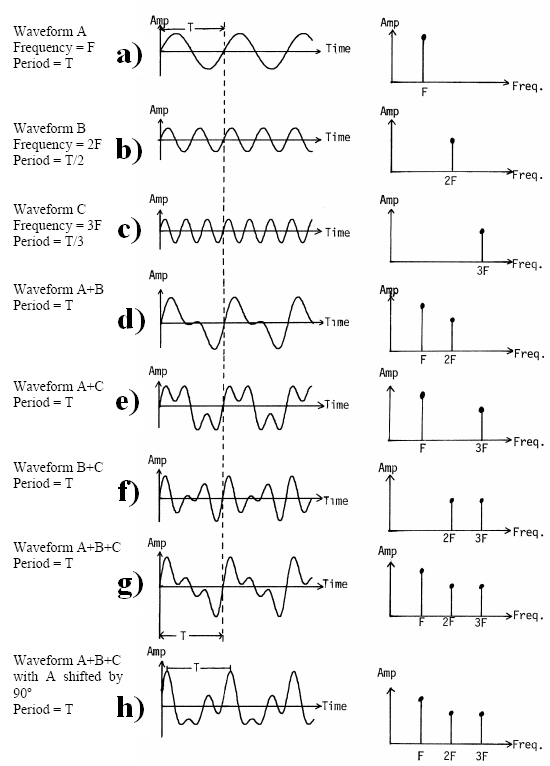 Waveform A
Frequency = F
Period = T
a)
Amp
T
Time
Amp
F
Freq.
Waveform B
Frequency = 2F
Period = T/2
b)
Amp
Time
Amp
2F
Freq.
Waveform C
Frequency = 3F
Period = T/3
c)
Amp
Time
Amp
3F
Freq.
Waveform A+B
Period = T
d)
Amp
Time
Amp
F 2F
Freq.
Waveform A+C
Period = T
e)
Amp
Time
Amp
F 3F
Freq.
Waveform B+C
Period = T
f)
Amp
Time
Amp
2F 3F
Freq.
Waveform A+B+C
Period = T
g)
Amp
Time
T
Amp
F 2F 3F
Freq.
Waveform A+B+C
with A shifted by
90°
Period = T
h)
Amp
T
Time
Amp
F 2F 3F
Freq.